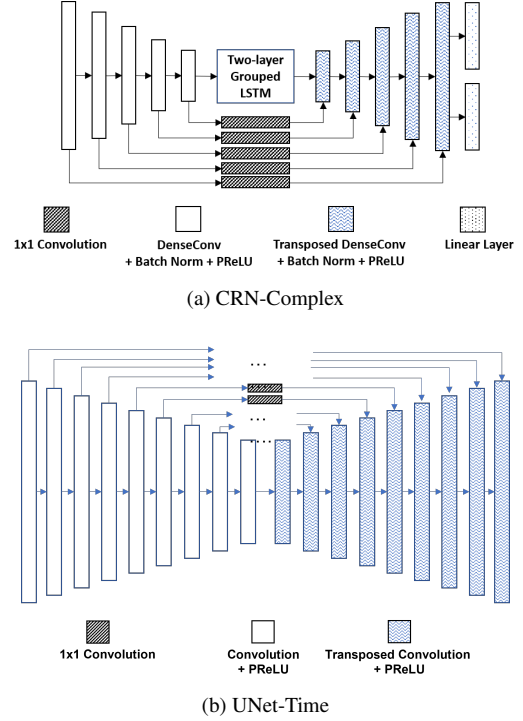 Two-layer
Grouped
LSTM
1x1 Convolution
DenseConv
+ Batch Norm + PReLU
Transposed DenseConv
+ Batch Norm + PReLU
Linear Layer
(a) CRN-Complex
...
...
....
1x1 Convolution
Convolution
+ PReLU
Transposed Convolution
+ PReLU
(b) UNet-Time